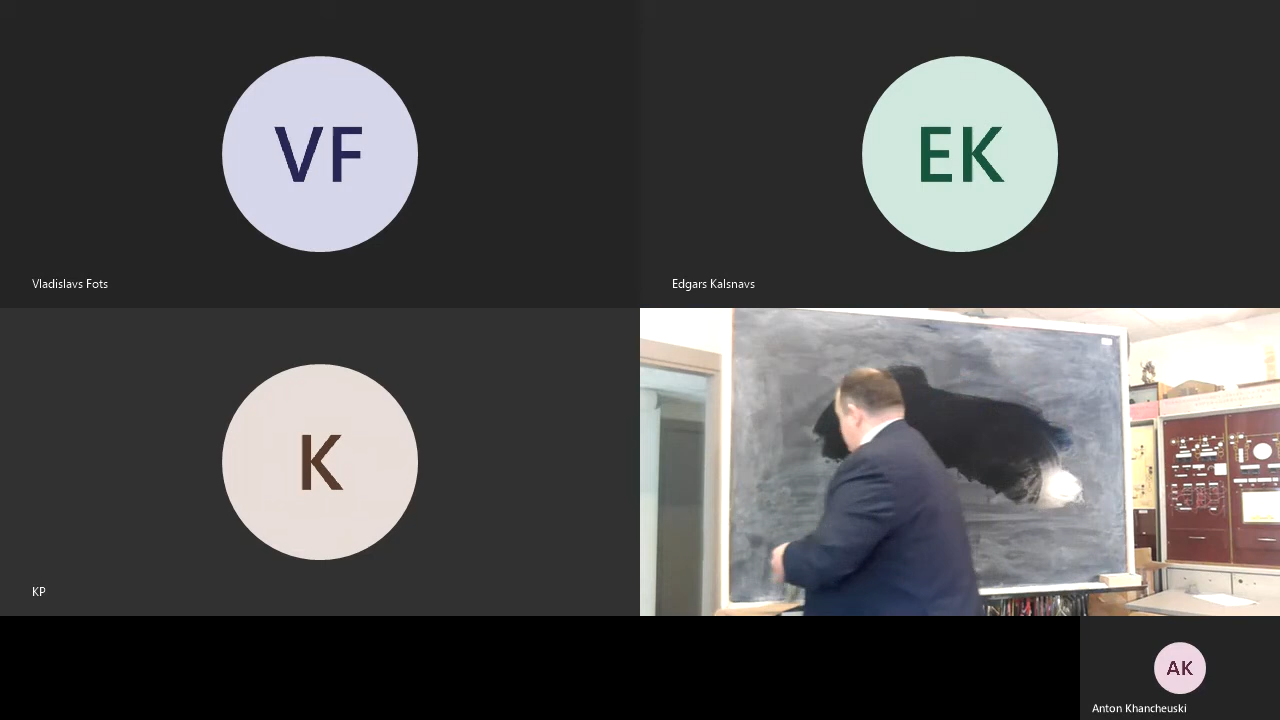 VF
Vladislavs Fots
EK
Edgars Kalsnavs
K
KP
AK
Anton Khancheuski